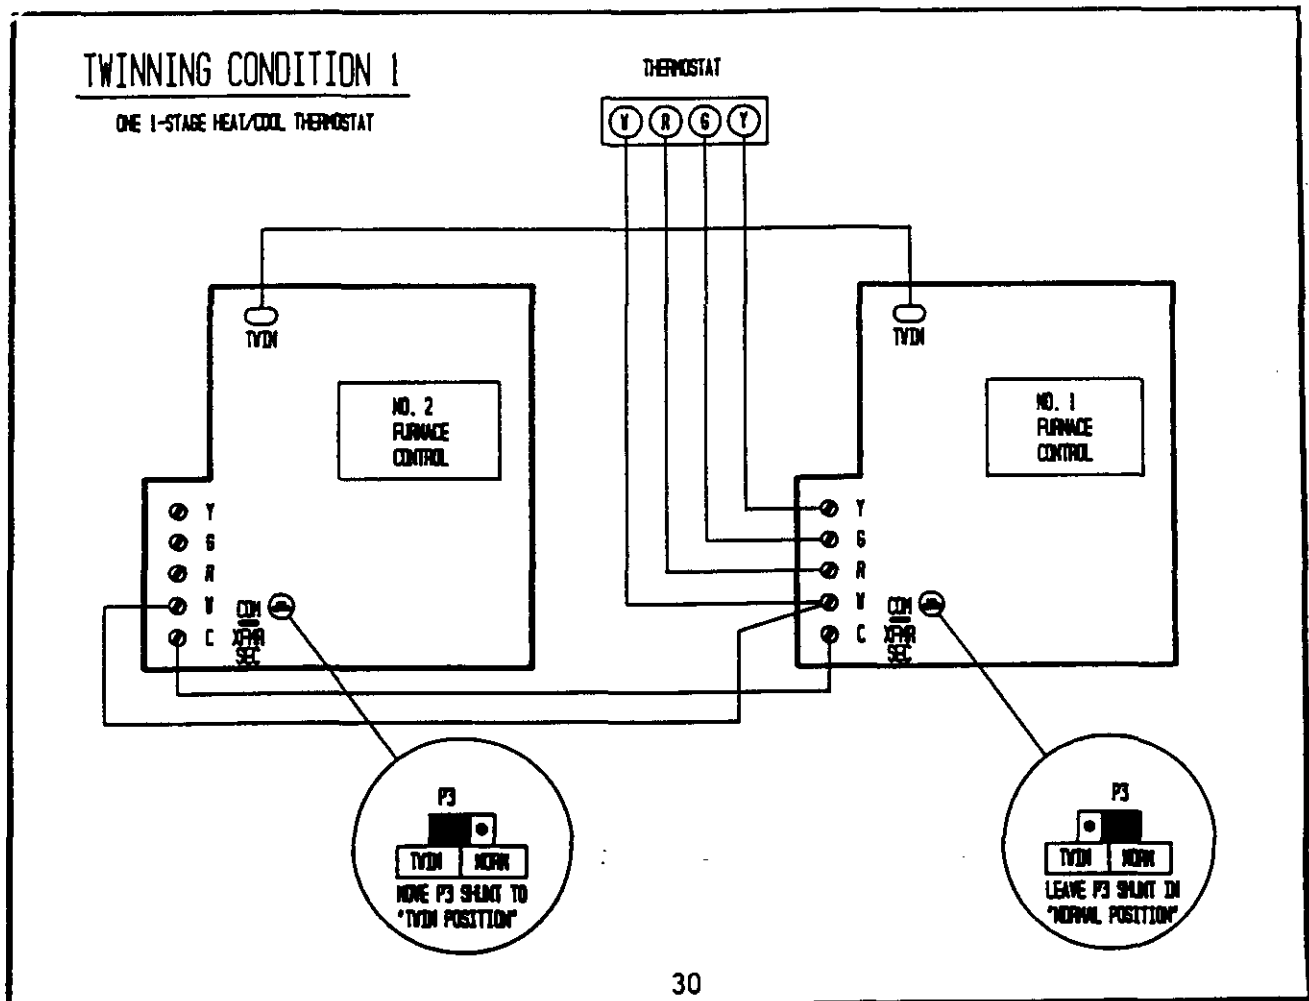 TWINNING CONDITION 1
ONE 1-STAGE HEAT/COOL THERMOSTAT
THERMOSTAT
W R G Y
TWIN
TWIN
NO. 2
FURNACE
CONTROL
NO. 1
FURNACE
CONTROL
Y
G
R
W
C
COM
XFMR
SEC
Y
G
R
W
C
COM
XFMR
SEC
P3
TWIN NORM
MOVE P3 SHUNT TO
"TWIN POSITION"
P3
TWIN NORM
LEAVE P3 SHUNT IN
"NORMAL POSITION"
30